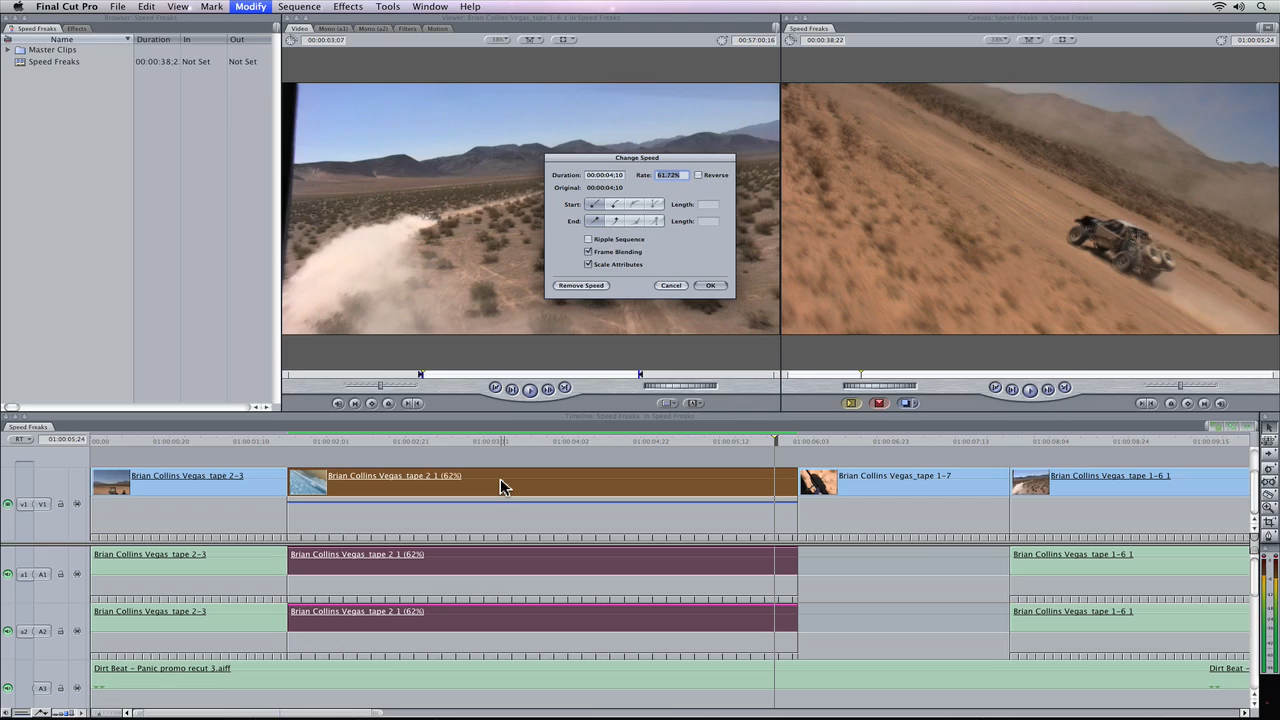 Final Cut Pro File Edit View Mark Modify Sequence Effects Tools Window Help
Browser: Speed Freaks
Viewer: Brian Collins Vegas_tape 1-6 1 in Speed Freaks
Canvas: Speed Freaks in Speed Freaks
Speed Freaks Effects
Video Mono (a1) Mono (a2) Filters Motion
Speed Freaks
Name Duration In Out
00:00:03;07
00:57:00:16
00:00:38;22
01:00:05;24
Master Clips
Speed Freaks 00:00:38;2 Not Set Not Set
Change Speed
Duration: 00:00:04;10 Rate: 61.72% Reverse
Original: 00:00:04;10
Start: Length:
End: Length:
Ripple Sequence
Frame Blending
Scale Attributes
Remove Speed Cancel OK
Timeline: Speed Freaks in Speed Freaks
Speed Freaks
RT 01:00:05;24 00;00 01:00:00;20 01:00:01;10 01:00:02;01 01:00:02;21 01:00:04;02 01:00:04;22 01:00:05;12 01:00:06;03 01:00:06;23 01:00:07;13 01:00:08;04 01:00:08;24 01:00:09;15
Brian Collins Vegas_tape 2-3 Brian Collins Vegas_tape 2 1 (62%) Brian Collins Vegas_tape 1-7 Brian Collins Vegas_tape 1-6 1
v1 V1
Brian Collins Vegas_tape 2-3 Brian Collins Vegas_tape 2 1 (62%) Brian Collins Vegas_tape 1-6 1
a1 A1
Brian Collins Vegas_tape 2-3 Brian Collins Vegas_tape 2 1 (62%) Brian Collins Vegas_tape 1-6 1
a2 A2
Dirt Beat - Panic promo recut 3.aiff Dirt Beat -
A3